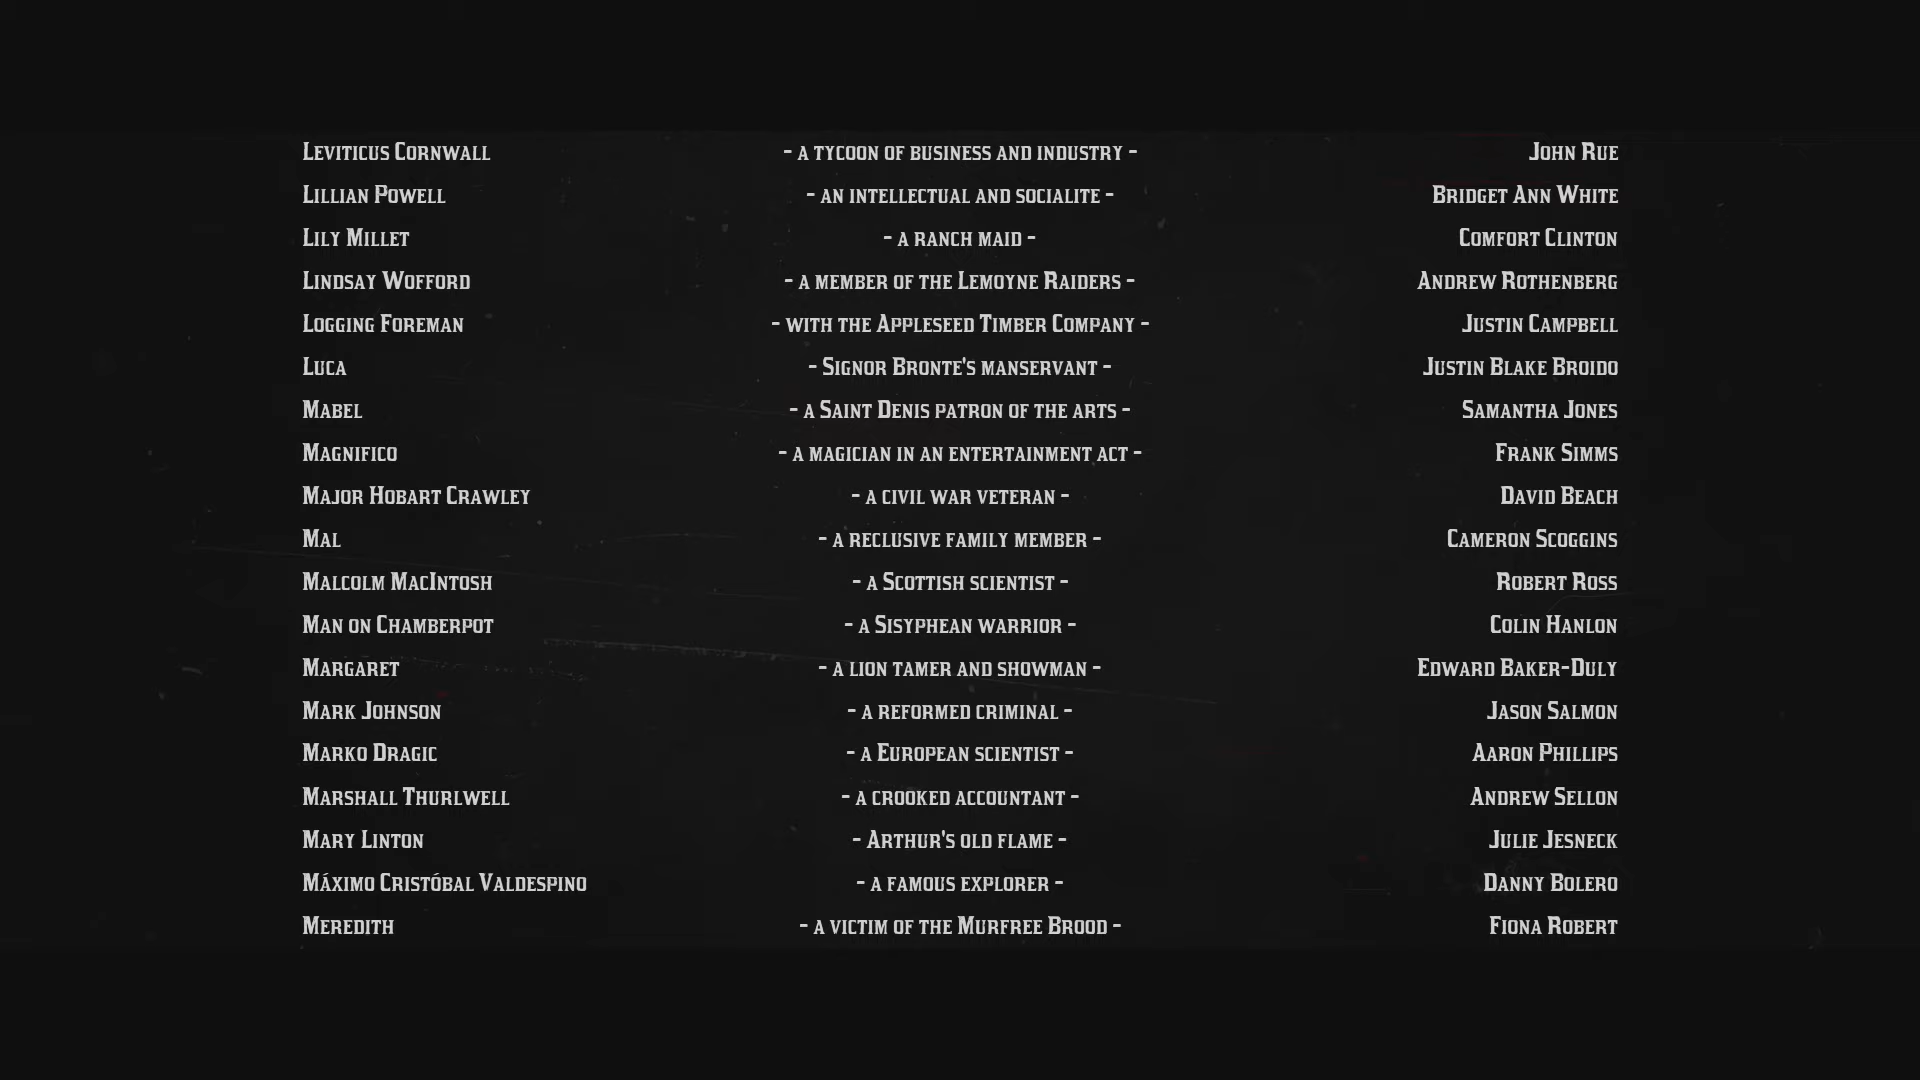 Leviticus Cornwall - a tycoon of business and industry - John Rue
Lillian Powell - an intellectual and socialite - Bridget Ann White
Lily Millet - a ranch maid - Comfort Clinton
Lindsay Wofford - a member of the Lemoyne Raiders - Andrew Rothenberg
Logging Foreman - with the Appleseed Timber Company - Justin Campbell
Luca - Signor Bronte's manservant - Justin Blake Broido
Mabel - a Saint Denis patron of the arts - Samantha Jones
Magnifico - a magician in an entertainment act - Frank Simms
Major Hobart Crawley - a civil war veteran - David Beach
Mal - a reclusive family member - Cameron Scoggins
Malcolm MacIntosh - a Scottish scientist - Robert Ross
Man on Chamberpot - a Sisyphean warrior - Colin Hanlon
Margaret - a lion tamer and showman - Edward Baker-Duly
Mark Johnson - a reformed criminal - Jason Salmon
Marko Dragic - a European scientist - Aaron Phillips
Marshall Thurlwell - a crooked accountant - Andrew Sellon
Mary Linton - Arthur's old flame - Julie Jesneck
Máximo Cristóbal Valdespino - a famous explorer - Danny Bolero
Meredith - a victim of the Murfree Brood - Fiona Robert